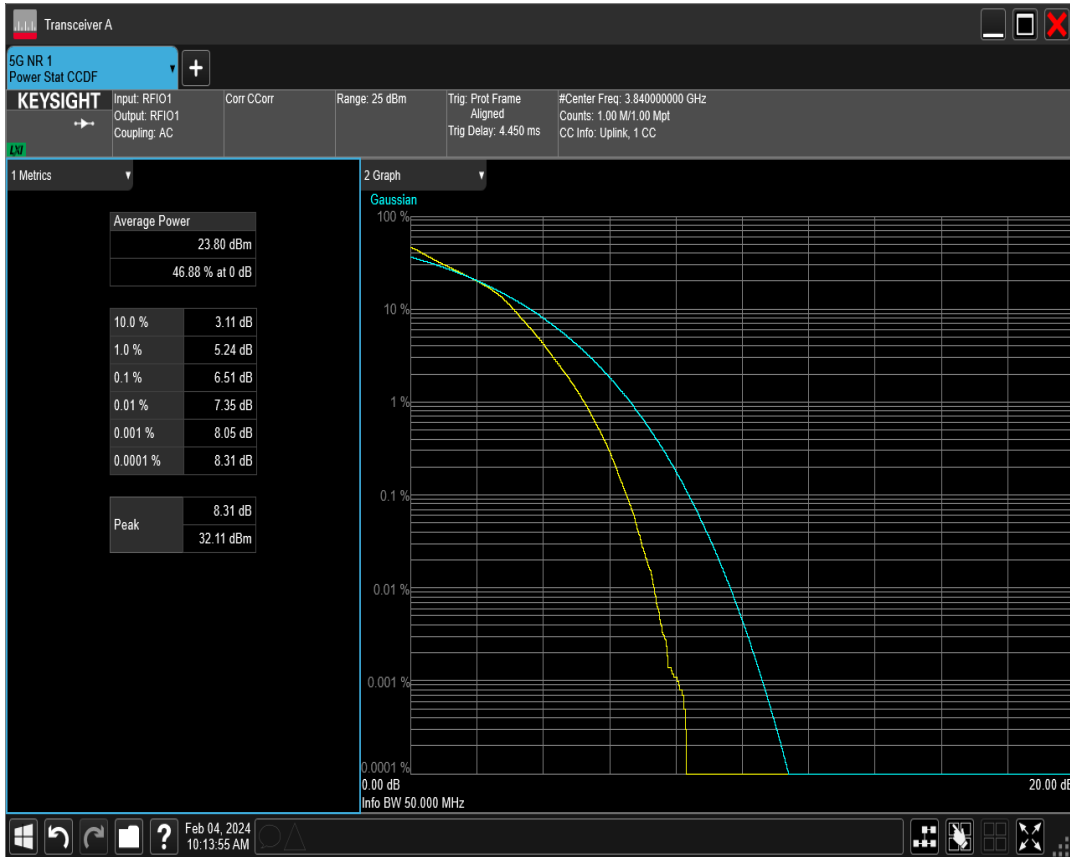 Transceiver A
5G NR 1
Power Stat CCDF
KEYSIGHT
LXI
Input: RFIO1
Output: RFIO1
Coupling: AC
Corr CCorr
Range: 25 dBm
Trig: Prot Frame
Aligned
Trig Delay: 4.450 ms
#Center Freq: 3.840000000 GHz
Counts: 1.00 M/1.00 Mpt
CC Info: Uplink, 1 CC
1 Metrics
Average Power
23.80 dBm
46.88 % at 0 dB
10.0 % 3.11 dB
1.0 % 5.24 dB
0.1 % 6.51 dB
0.01 % 7.35 dB
0.001 % 8.05 dB
0.0001 % 8.31 dB
Peak
8.31 dB
32.11 dBm
2 Graph
Gaussian
100 %
10 %
1 %
0.1 %
0.01 %
0.001 %
0.0001 %
0.00 dB
20.00 dB
Info BW 50.000 MHz
?
Feb 04, 2024
10:13:55 AM